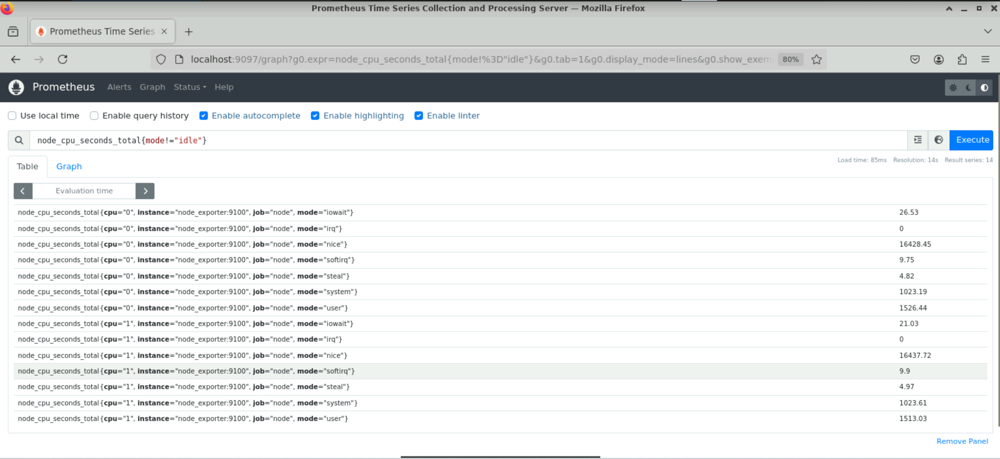 Prometheus Time Series Collection and Processing Server — Mozilla Firefox
Prometheus Time Series
localhost:9097/graph?g0.expr=node_cpu_seconds_total{mode!%3D"idle"}&g0.tab=1&g0.display_mode=lines&g0.show_exem 80%
Prometheus Alerts Graph Status Help
Use local time Enable query history Enable autocomplete Enable highlighting Enable linter
node_cpu_seconds_total{mode!="idle"} Execute
Table Graph Load time: 85ms Resolution: 14s Result series: 14
Evaluation time
node_cpu_seconds_total{cpu="0", instance="node_exporter:9100", job="node", mode="iowait"} 26.53
node_cpu_seconds_total{cpu="0", instance="node_exporter:9100", job="node", mode="irq"} 0
node_cpu_seconds_total{cpu="0", instance="node_exporter:9100", job="node", mode="nice"} 16428.45
node_cpu_seconds_total{cpu="0", instance="node_exporter:9100", job="node", mode="softirq"} 9.75
node_cpu_seconds_total{cpu="0", instance="node_exporter:9100", job="node", mode="steal"} 4.82
node_cpu_seconds_total{cpu="0", instance="node_exporter:9100", job="node", mode="system"} 1023.19
node_cpu_seconds_total{cpu="0", instance="node_exporter:9100", job="node", mode="user"} 1526.44
node_cpu_seconds_total{cpu="1", instance="node_exporter:9100", job="node", mode="iowait"} 21.03
node_cpu_seconds_total{cpu="1", instance="node_exporter:9100", job="node", mode="irq"} 0
node_cpu_seconds_total{cpu="1", instance="node_exporter:9100", job="node", mode="nice"} 16437.72
node_cpu_seconds_total{cpu="1", instance="node_exporter:9100", job="node", mode="softirq"} 9.9
node_cpu_seconds_total{cpu="1", instance="node_exporter:9100", job="node", mode="steal"} 4.97
node_cpu_seconds_total{cpu="1", instance="node_exporter:9100", job="node", mode="system"} 1023.61
node_cpu_seconds_total{cpu="1", instance="node_exporter:9100", job="node", mode="user"} 1513.03
Remove Panel